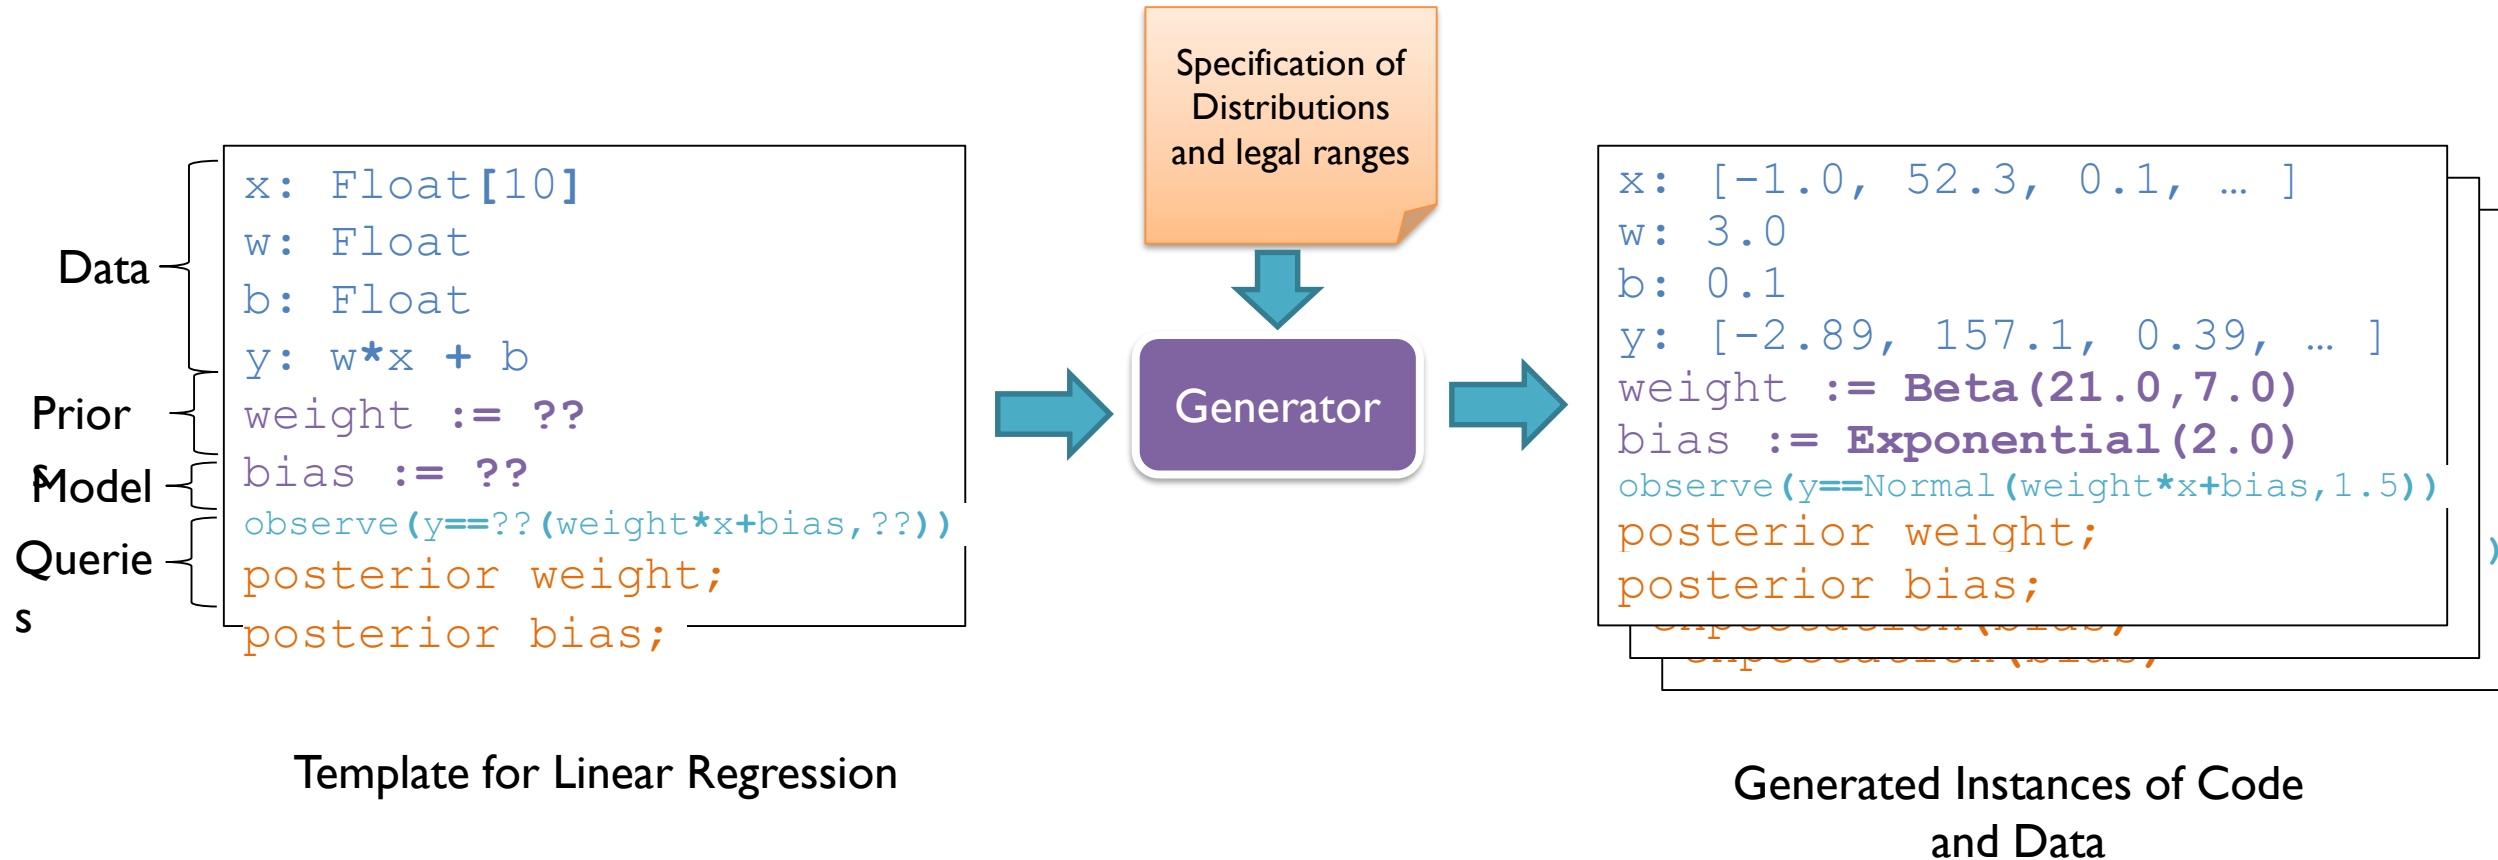 Specification of
Distributions
and legal ranges
Data
Prior
s
Model
Querie
s
x: Float[10]
w: Float
b: Float
y: w*x + b
weight := ??
bias := ??
observe(y==??(weight*x+bias,??))
posterior weight;
posterior bias;
Generator
x: [-1.0, 52.3, 0.1, … ]
w: 3.0
b: 0.1
y: [-2.89, 157.1, 0.39, … ]
weight := Beta(21.0,7.0)
bias := Exponential(2.0)
observe(y==Normal(weight*x+bias,1.5))
posterior weight;
posterior bias;
)
Template for Linear Regression
Generated Instances of Code
and Data